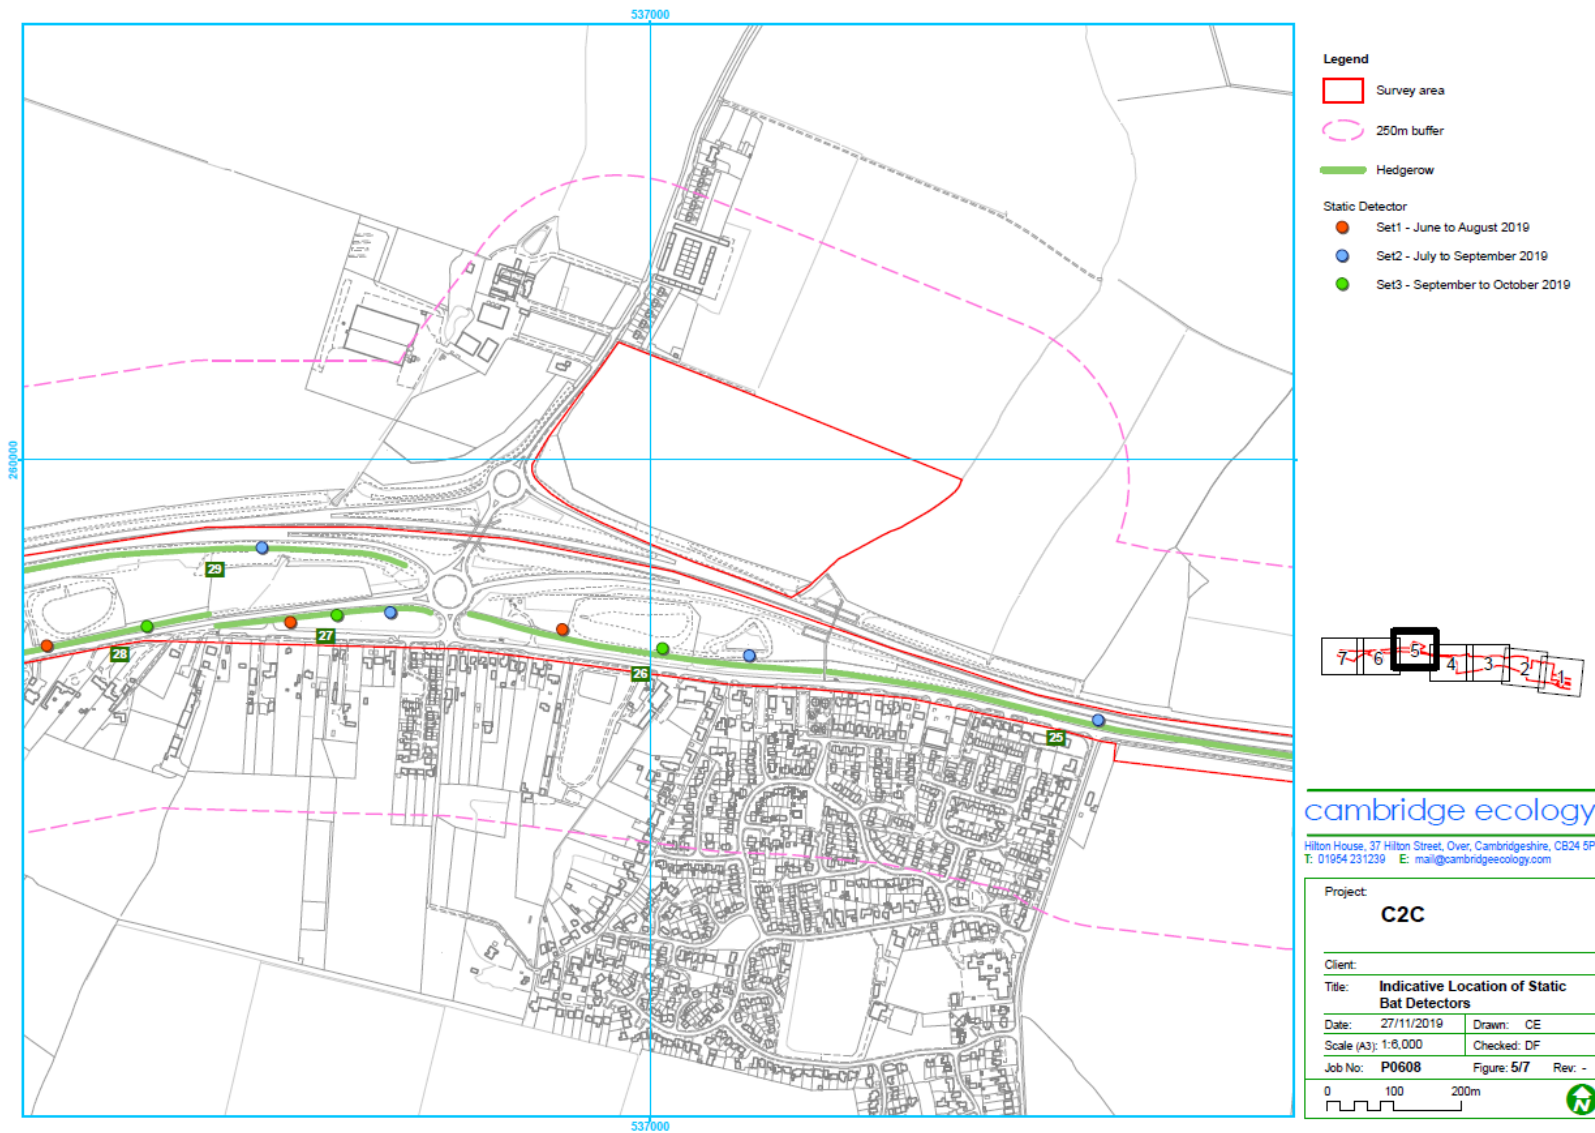 537000
260000
29
28
27
26
25
537000
Legend
Survey area
250m buffer
Hedgerow
Static Detector
Set1 - June to August 2019
Set2 - July to September 2019
Set3 - September to October 2019
7 6 5 4 3 2 1
cambridge ecology
Hilton House, 37 Hilton Street, Over, Cambridgeshire, CB24 5P
T: 01954 231239 E: mail@cambridgeecology.com
Project:
C2C
Client:
Title: Indicative Location of Static
Bat Detectors
Date: 27/11/2019 Drawn: CE
Scale (A3): 1:6,000 Checked: DF
Job No: P0608 Figure: 5/7 Rev: -
0 100 200m
N